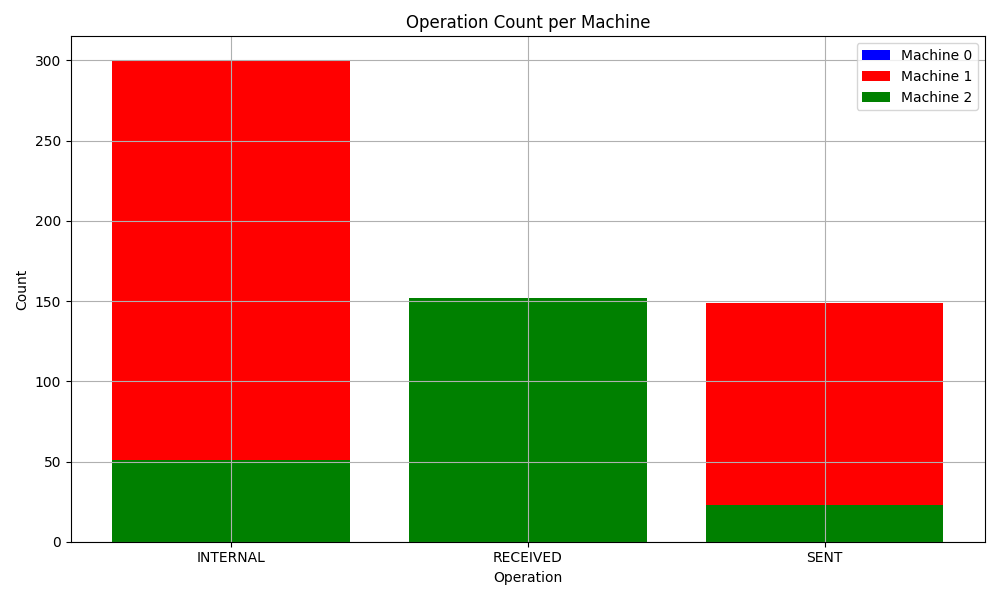 Operation Count per Machine
Machine 0
Machine 1
Machine 2
300
250
200
150
100
50
0
Count
INTERNAL
RECEIVED
SENT
Operation